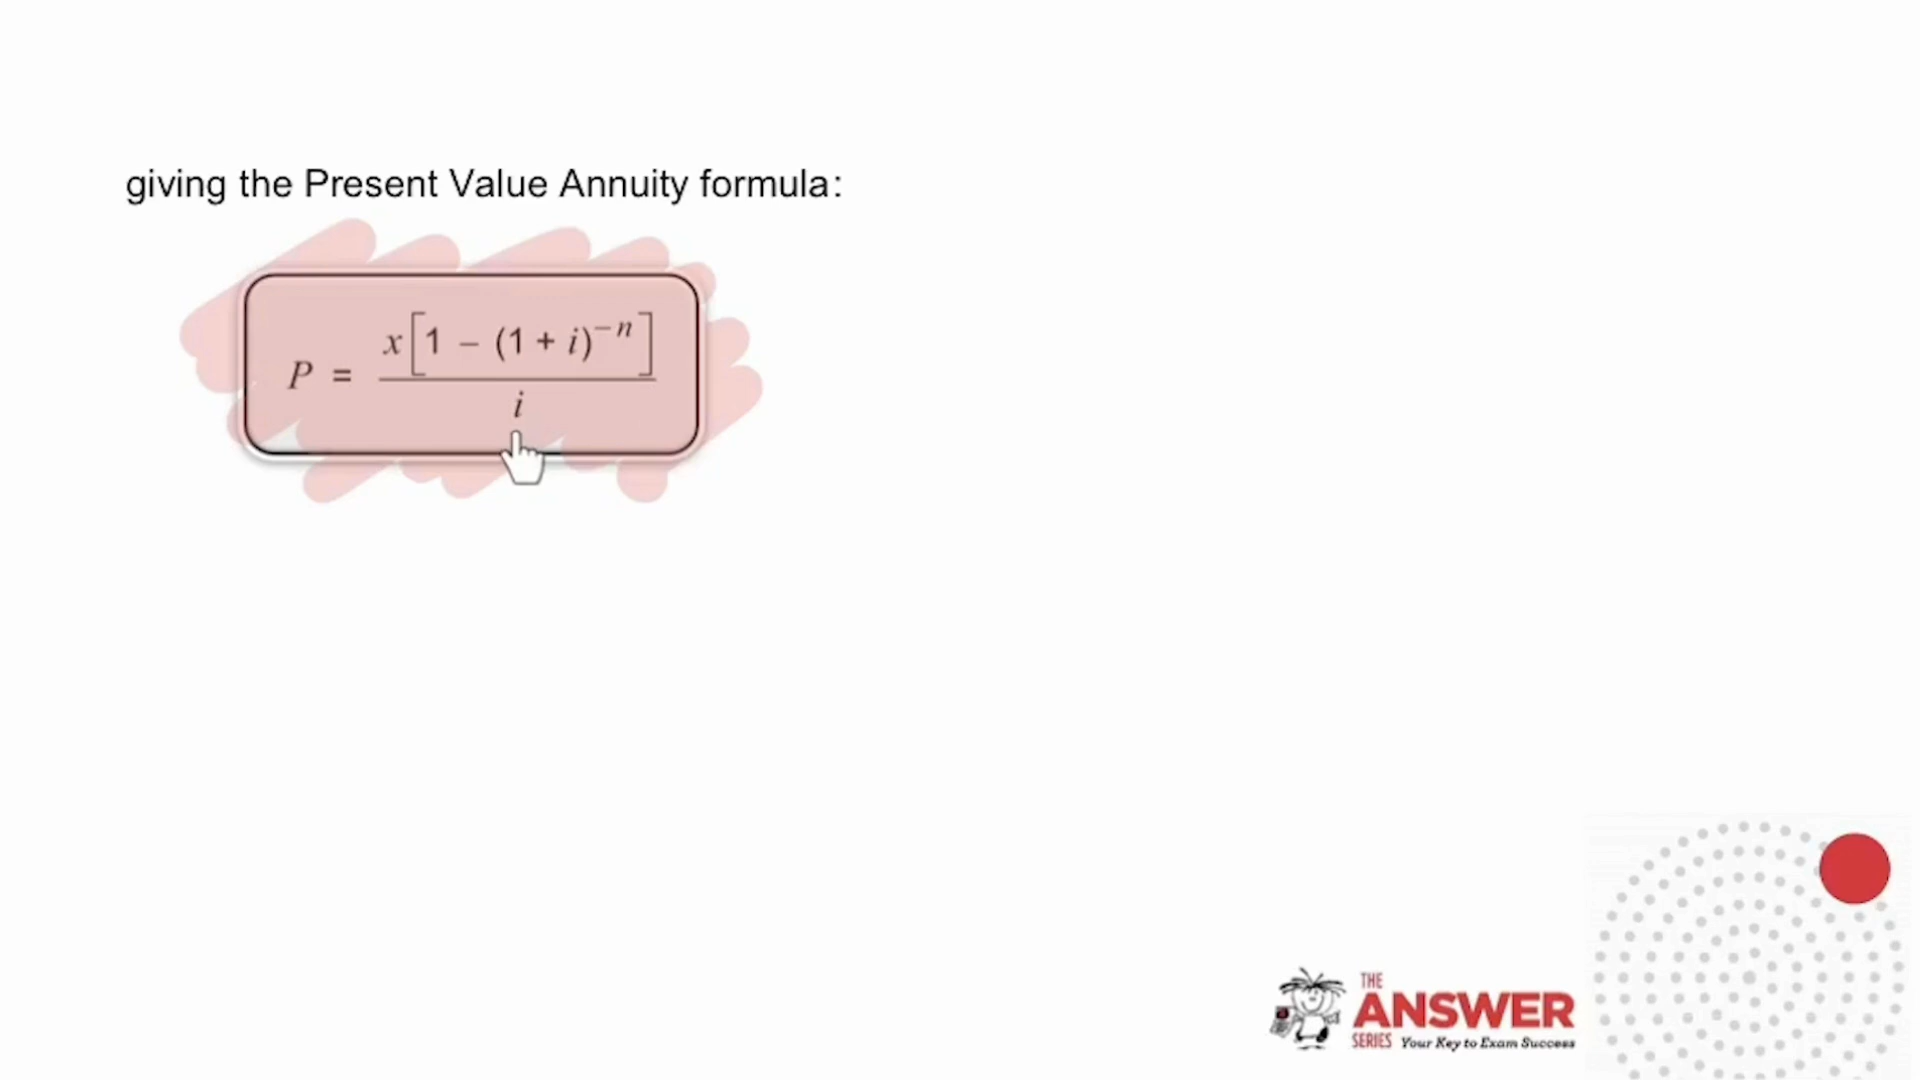 giving the Present Value Annuity formula:
P = x[1 – (1 + i)^–n] / i
THE
ANSWER
SERIES Your Key to Exam Success